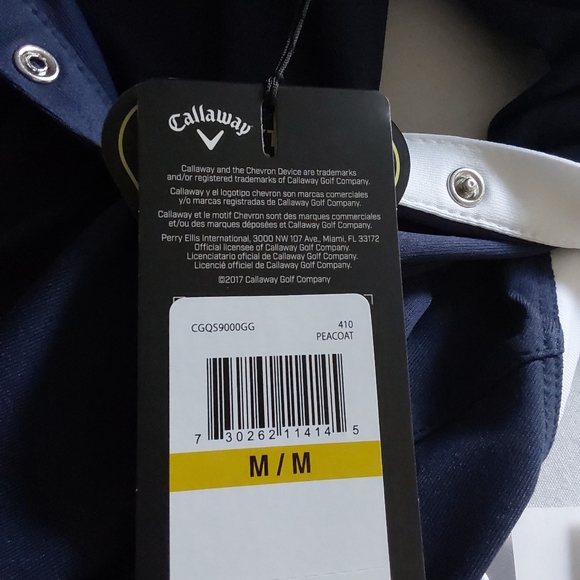 Callaway
Callaway and the Chevron Device are trademarks
and/or registered trademarks of Callaway Golf Company.
Callaway y el logotipo chevron son marcas comerciales
y/o marcas registradas de Callaway Golf Company.
Callaway et le motif Chevron sont des marques commerciales
et/ou des marques déposées et Callaway Golf Company.
Perry Ellis International, 3000 NW 107 Ave., Miami, FL 33172
Official licensee of Callaway Golf Company.
Licenciatario oficial de Callaway Golf Company.
Licencié officiel de Callaway Golf Company.
©2017 Callaway Golf Company
CGQS9000GG 410
PEACOAT
7 30262 11414 5
M / M